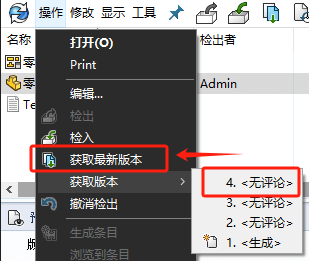 操作 修改 显示 工具
名称
检出者
零
零
Admin
Te
打开(O)
Print
编辑...
检出
检入
获取最新版本
获取版本
撤消检出
生成条目
浏览到条目
4. <无评论>
3. <无评论>
2. <无评论>
1. <生成>
预
版